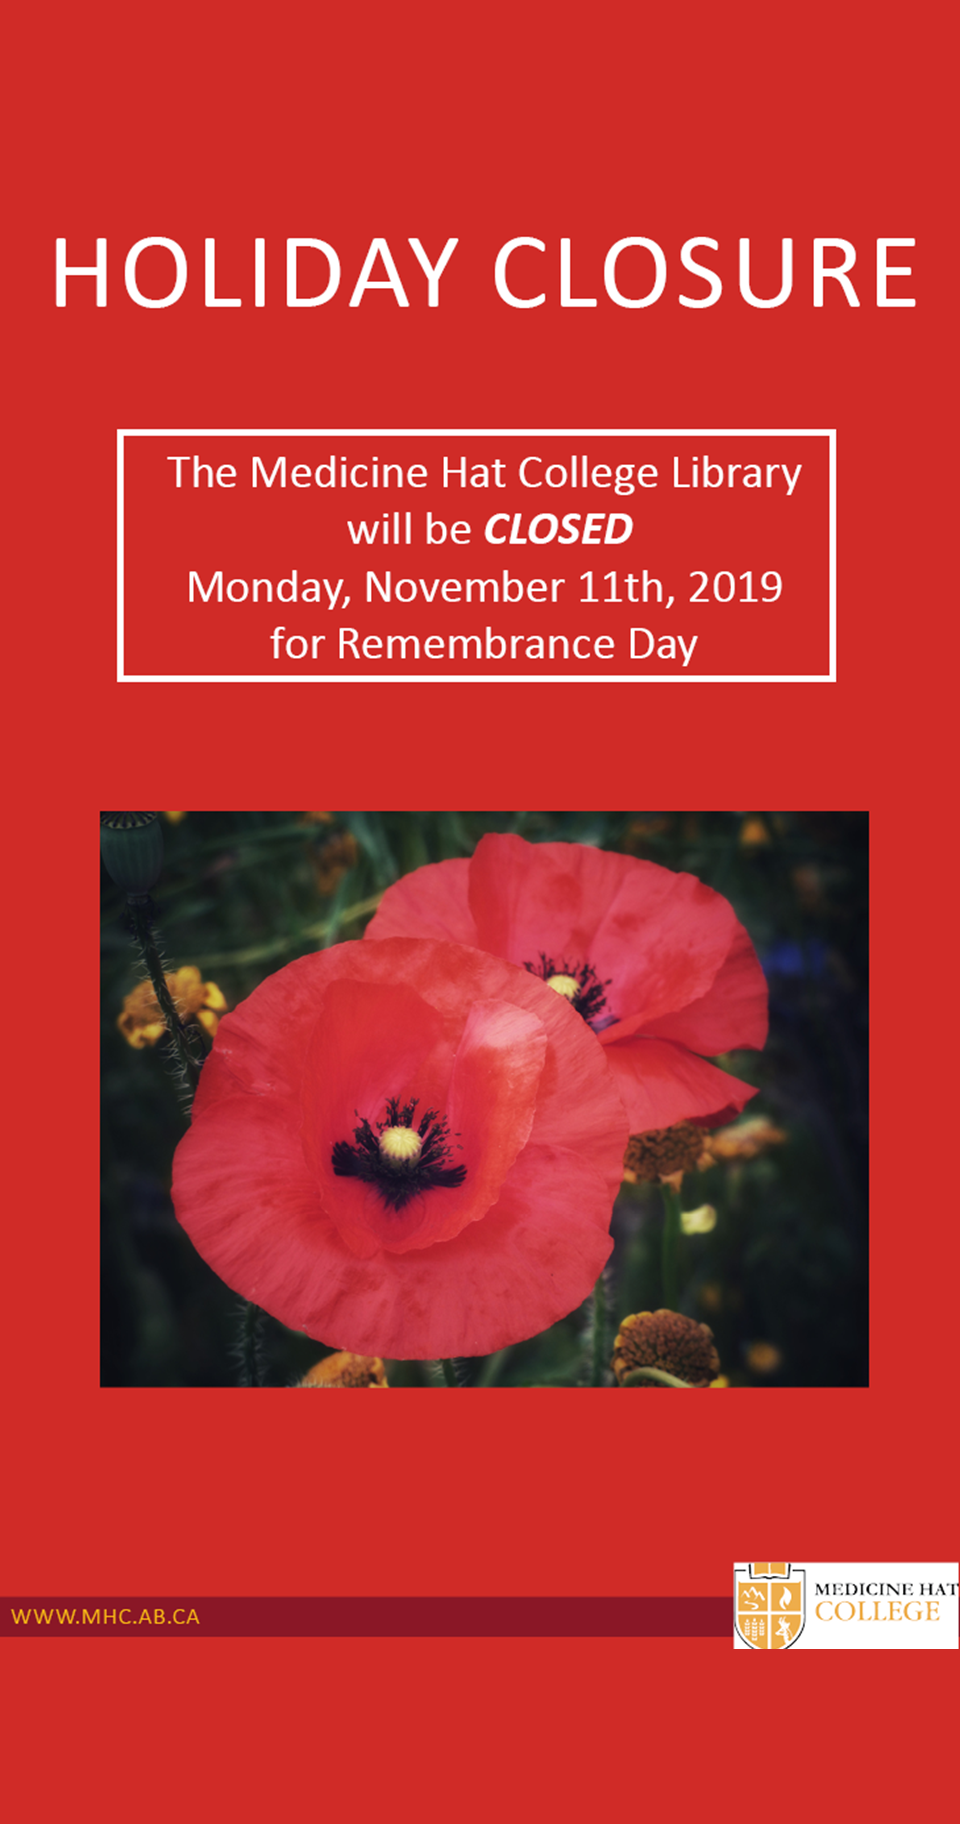 HOLIDAY CLOSURE
The Medicine Hat College Library
will be CLOSED
Monday, November 11th, 2019
for Remembrance Day
WWW.MHC.AB.CA
MEDICINE HAT
COLLEGE